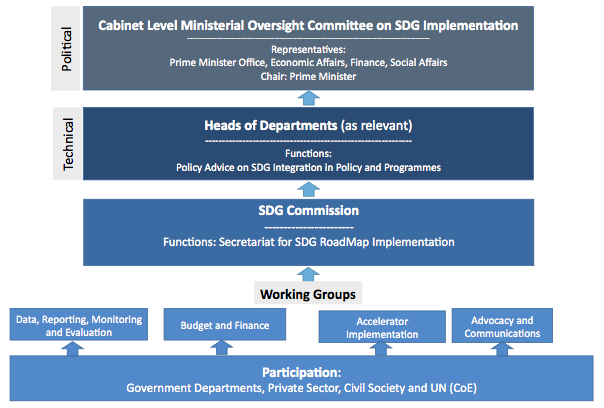 Political
Cabinet Level Ministerial Oversight Committee on SDG Implementation
Representatives:
Prime Minister Office, Economic Affairs, Finance, Social Affairs
Chair: Prime Minister
Technical
Heads of Departments (as relevant)
Functions:
Policy Advice on SDG Integration in Policy and Programmes
SDG Commission
Functions: Secretariat for SDG RoadMap Implementation
Working Groups
Data, Reporting, Monitoring
and Evaluation
Budget and Finance
Accelerator
Implementation
Advocacy and
Communications
Participation:
Government Departments, Private Sector, Civil Society and UN (CoE)